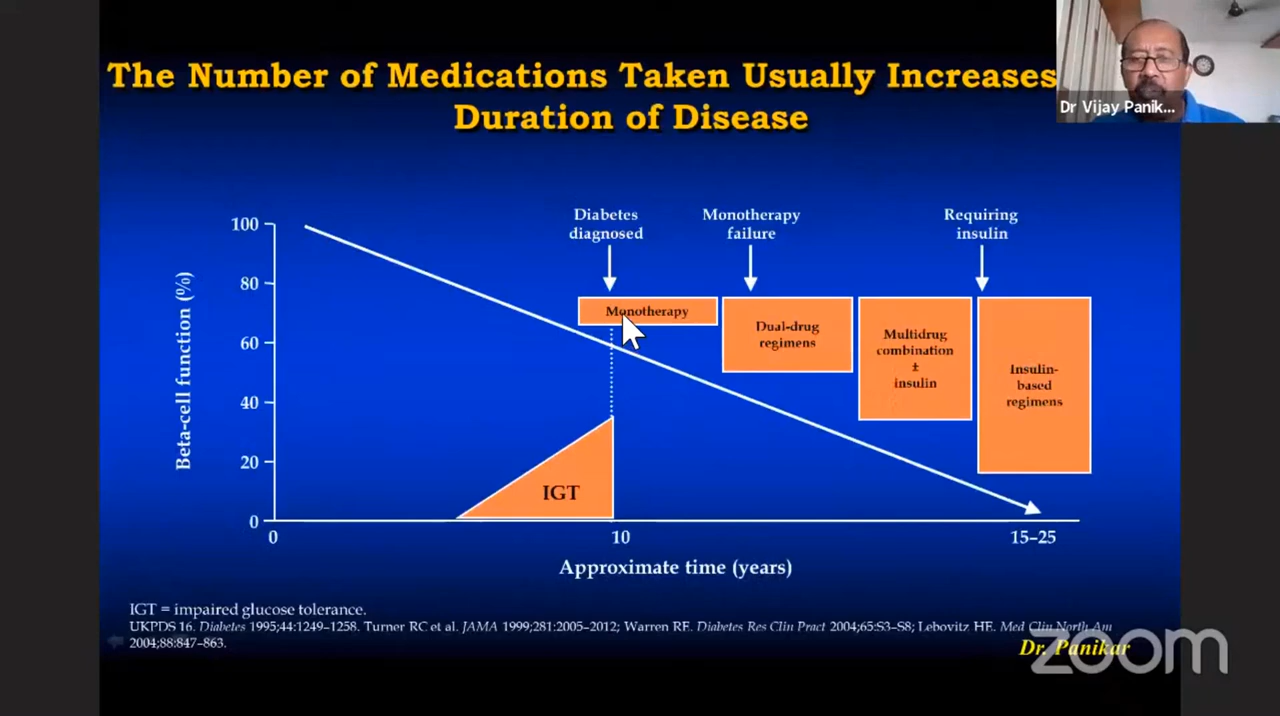 The Number of Medications Taken Usually Increases
Duration of Disease
Dr Vijay Panik...
Diabetes
diagnosed
Monotherapy
failure
Requiring
insulin
100
80
60
40
20
0
Beta-cell function (%)
Monotherapy
Dual-drug
regimens
Multidrug
combination
±
insulin
Insulin-
based
regimens
IGT
0
10
15–25
Approximate time (years)
IGT = impaired glucose tolerance.
UKPDS 16. Diabetes 1995;44:1249–1258. Turner RC et al. JAMA 1999;281:2005–2012; Warren RE. Diabetes Res Clin Pract 2004;65:S3–S8; Lebovitz HE. Med Clin North Am
2004;88:847–863.
Dr. Panikar
zoom